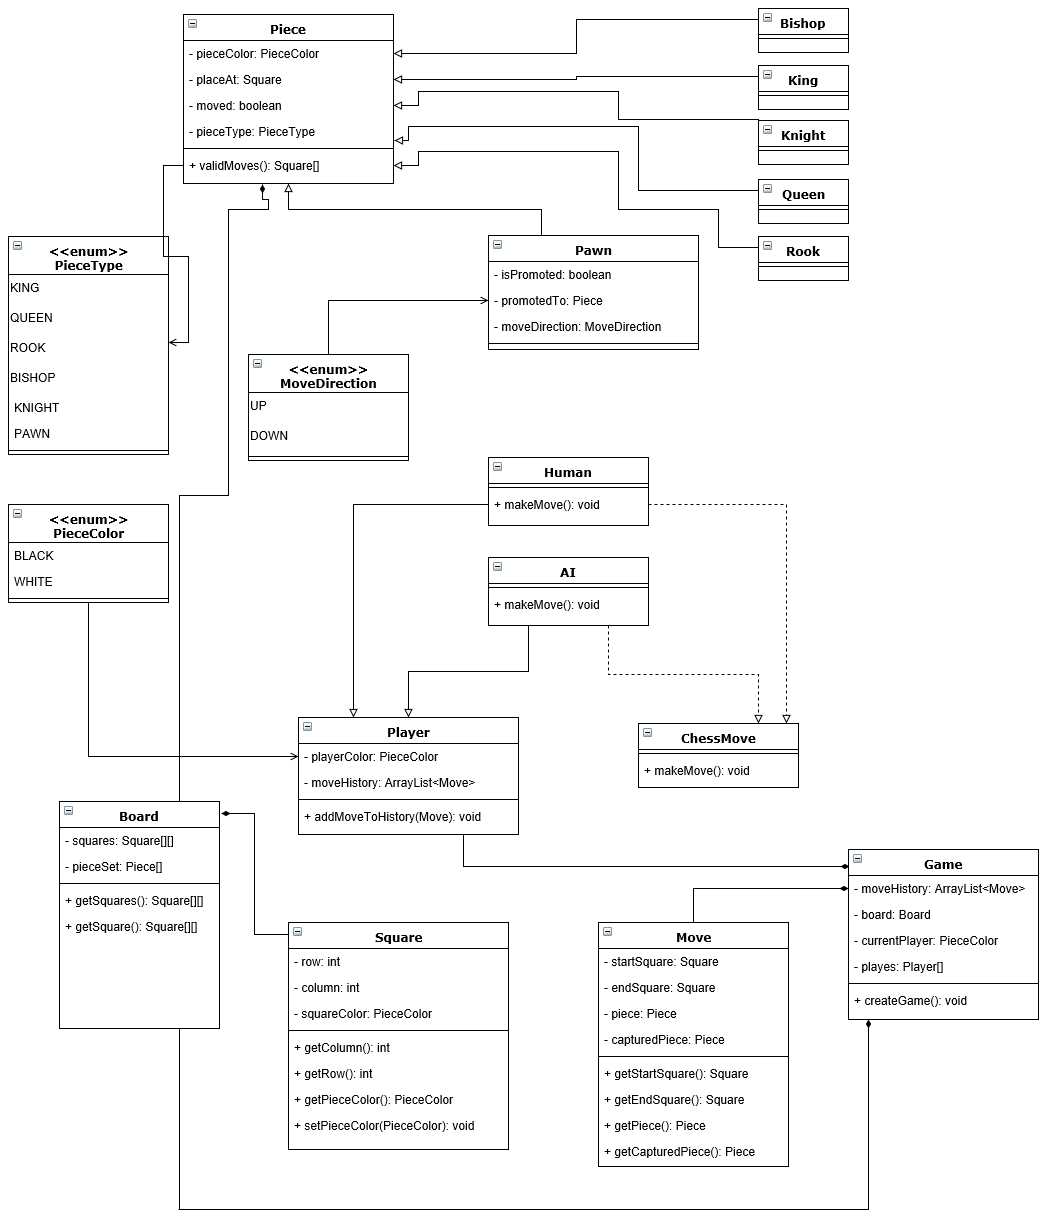 Piece
- pieceColor: PieceColor
- placeAt: Square
- moved: boolean
- pieceType: PieceType
+ validMoves(): Square[]
Bishop
King
Knight
Queen
Rook
<<enum>>
PieceType
KING
QUEEN
ROOK
BISHOP
KNIGHT
PAWN
Pawn
- isPromoted: boolean
- promotedTo: Piece
- moveDirection: MoveDirection
<<enum>>
MoveDirection
UP
DOWN
Human
+ makeMove(): void
<<enum>>
PieceColor
BLACK
WHITE
AI
+ makeMove(): void
Player
- playerColor: PieceColor
- moveHistory: ArrayList<Move>
+ addMoveToHistory(Move): void
ChessMove
+ makeMove(): void
Board
- squares: Square[][]
- pieceSet: Piece[]
+ getSquares(): Square[][]
+ getSquare(): Square[][]
Game
- moveHistory: ArrayList<Move>
- board: Board
- currentPlayer: PieceColor
- playes: Player[]
+ createGame(): void
Square
- row: int
- column: int
- squareColor: PieceColor
+ getColumn(): int
+ getRow(): int
+ getPieceColor(): PieceColor
+ setPieceColor(PieceColor): void
Move
- startSquare: Square
- endSquare: Square
- piece: Piece
- capturedPiece: Piece
+ getStartSquare(): Square
+ getEndSquare(): Square
+ getPiece(): Piece
+ getCapturedPiece(): Piece